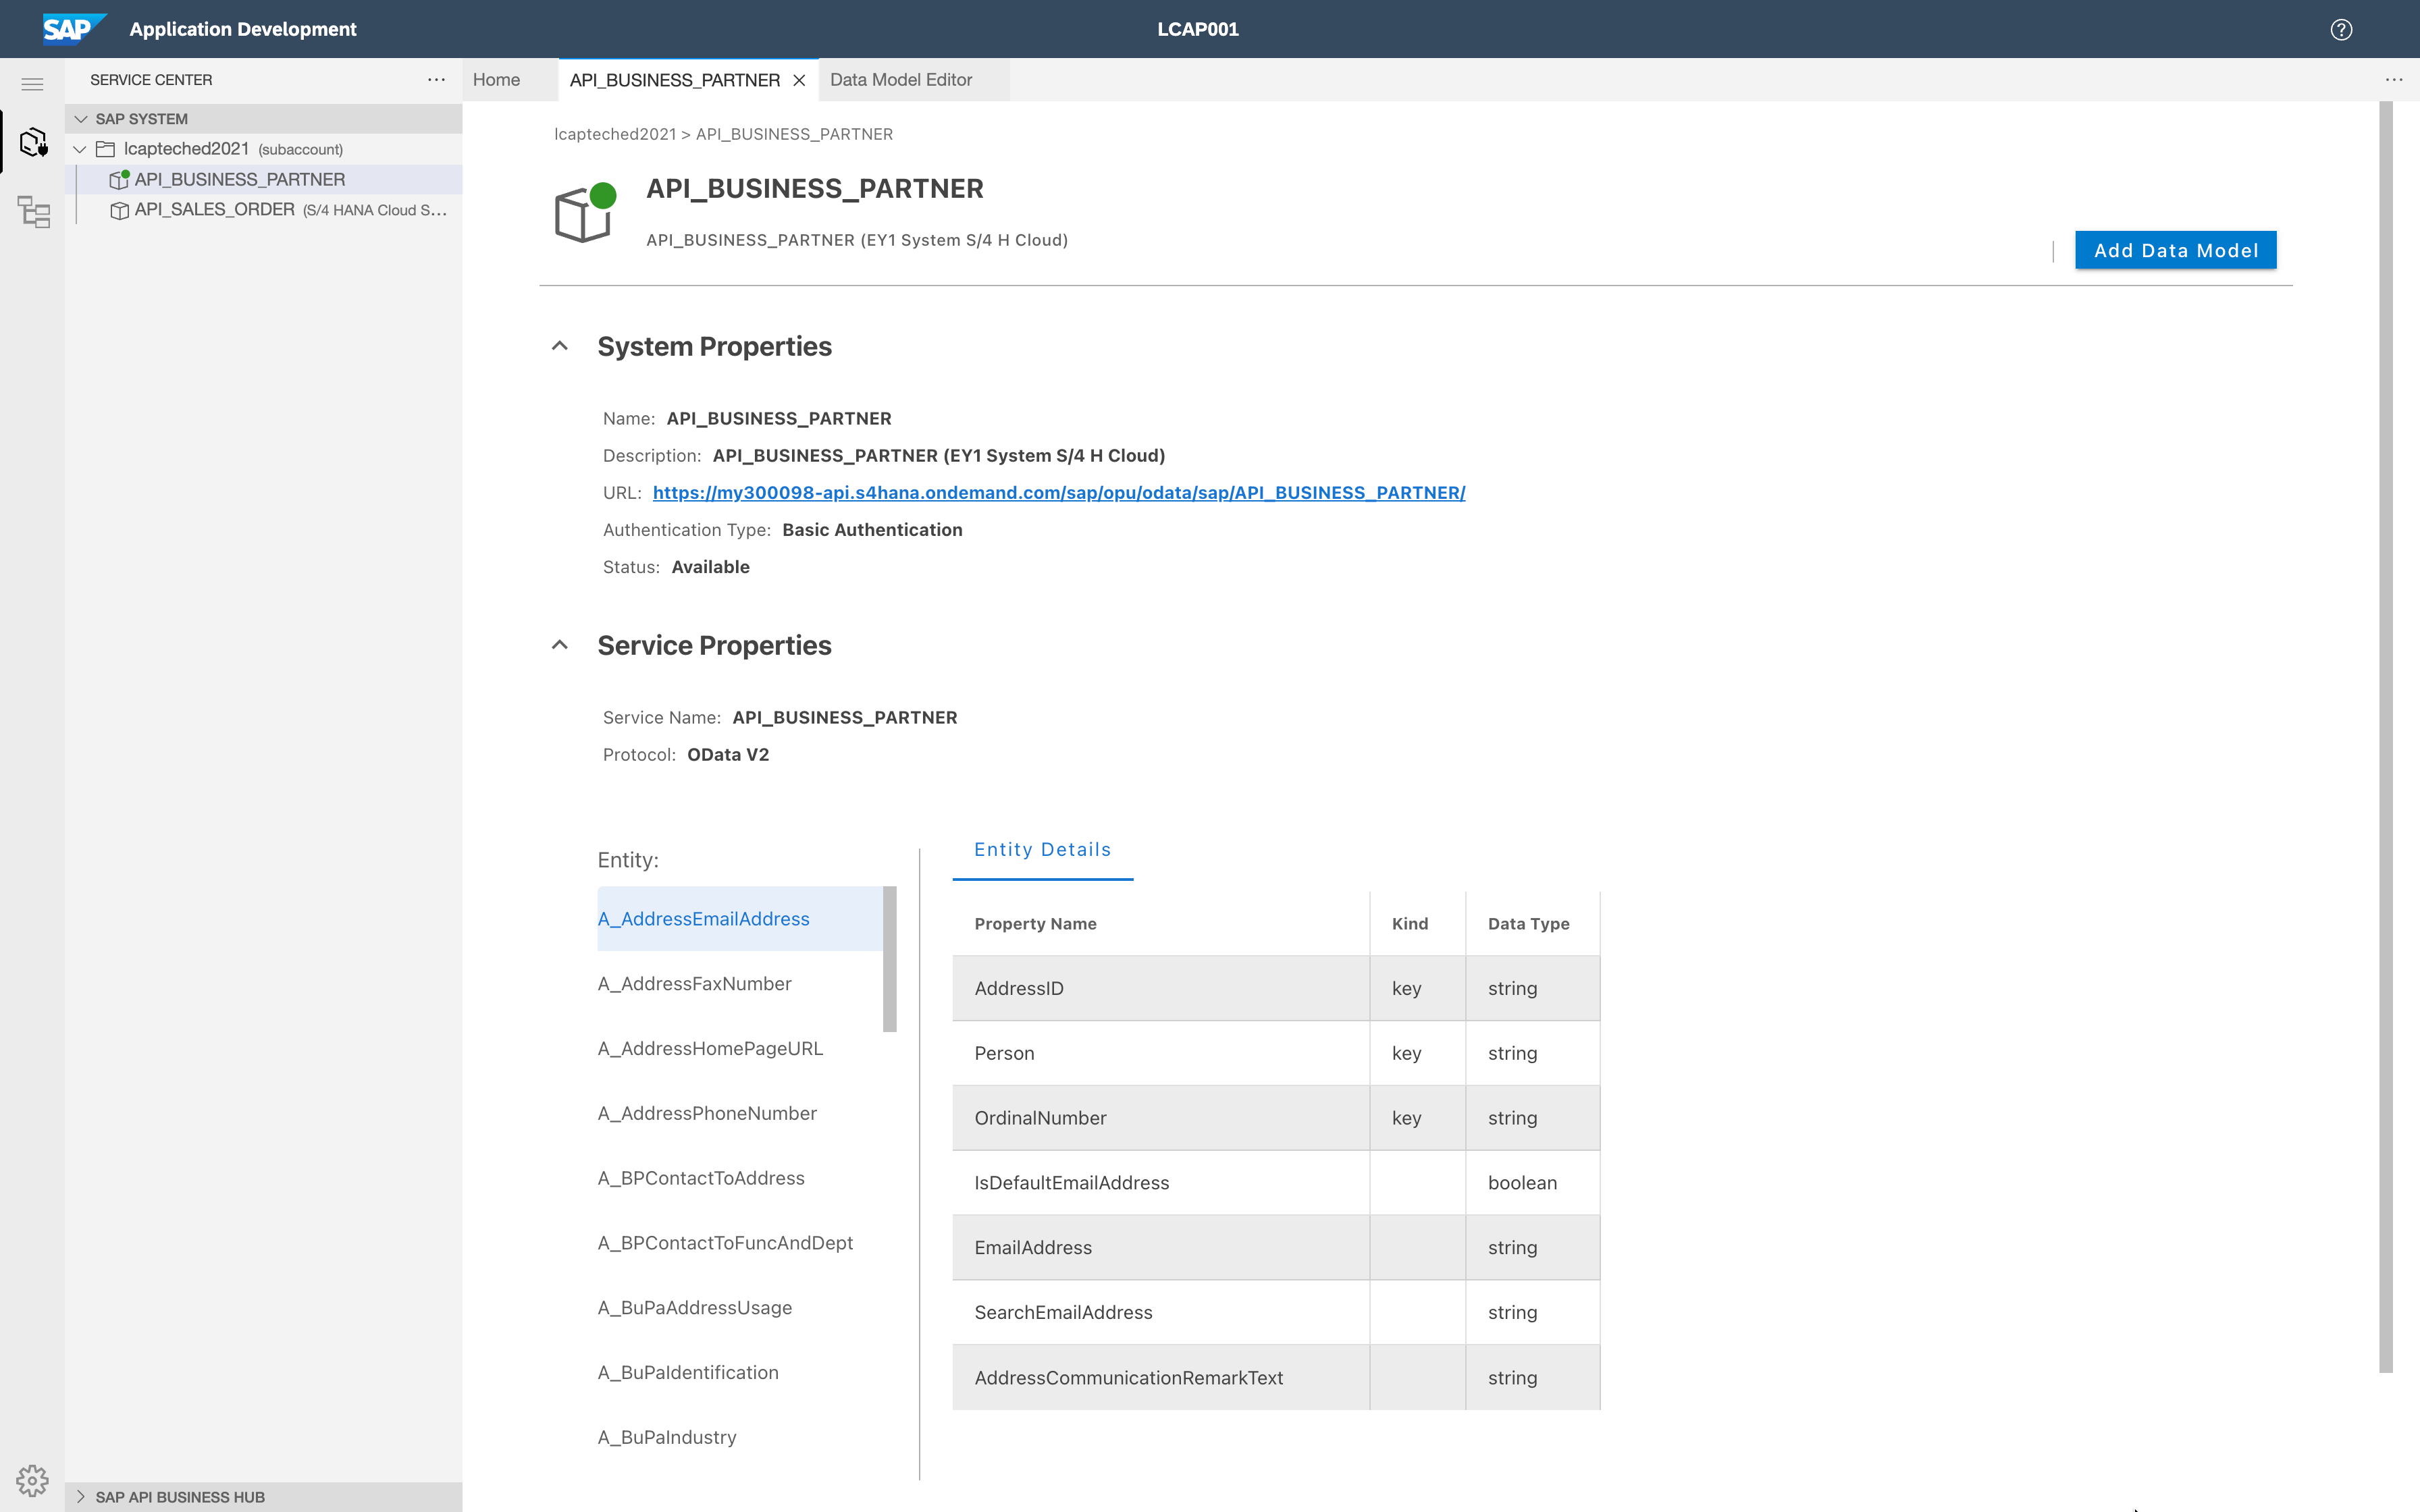 SAP Application Development
LCAP001
SERVICE CENTER
SAP SYSTEM
lcapteched2021 (subaccount)
API_BUSINESS_PARTNER
API_SALES_ORDER (S/4 HANA Cloud S...
SAP API BUSINESS HUB
Home
API_BUSINESS_PARTNER
Data Model Editor
lcapteched2021 > API_BUSINESS_PARTNER
API_BUSINESS_PARTNER
API_BUSINESS_PARTNER (EY1 System S/4 H Cloud)
Add Data Model
System Properties
Name: API_BUSINESS_PARTNER
Description: API_BUSINESS_PARTNER (EY1 System S/4 H Cloud)
URL: https://my300098-api.s4hana.ondemand.com/sap/opu/odata/sap/API_BUSINESS_PARTNER/
Authentication Type: Basic Authentication
Status: Available
Service Properties
Service Name: API_BUSINESS_PARTNER
Protocol: OData V2
Entity:
A_AddressEmailAddress
A_AddressFaxNumber
A_AddressHomePageURL
A_AddressPhoneNumber
A_BPContactToAddress
A_BPContactToFuncAndDept
A_BuPaAddressUsage
A_BuPaIdentification
A_BuPaIndustry
Entity Details
Property Name Kind Data Type
AddressID key string
Person key string
OrdinalNumber key string
IsDefaultEmailAddress boolean
EmailAddress string
SearchEmailAddress string
AddressCommunicationRemarkText string